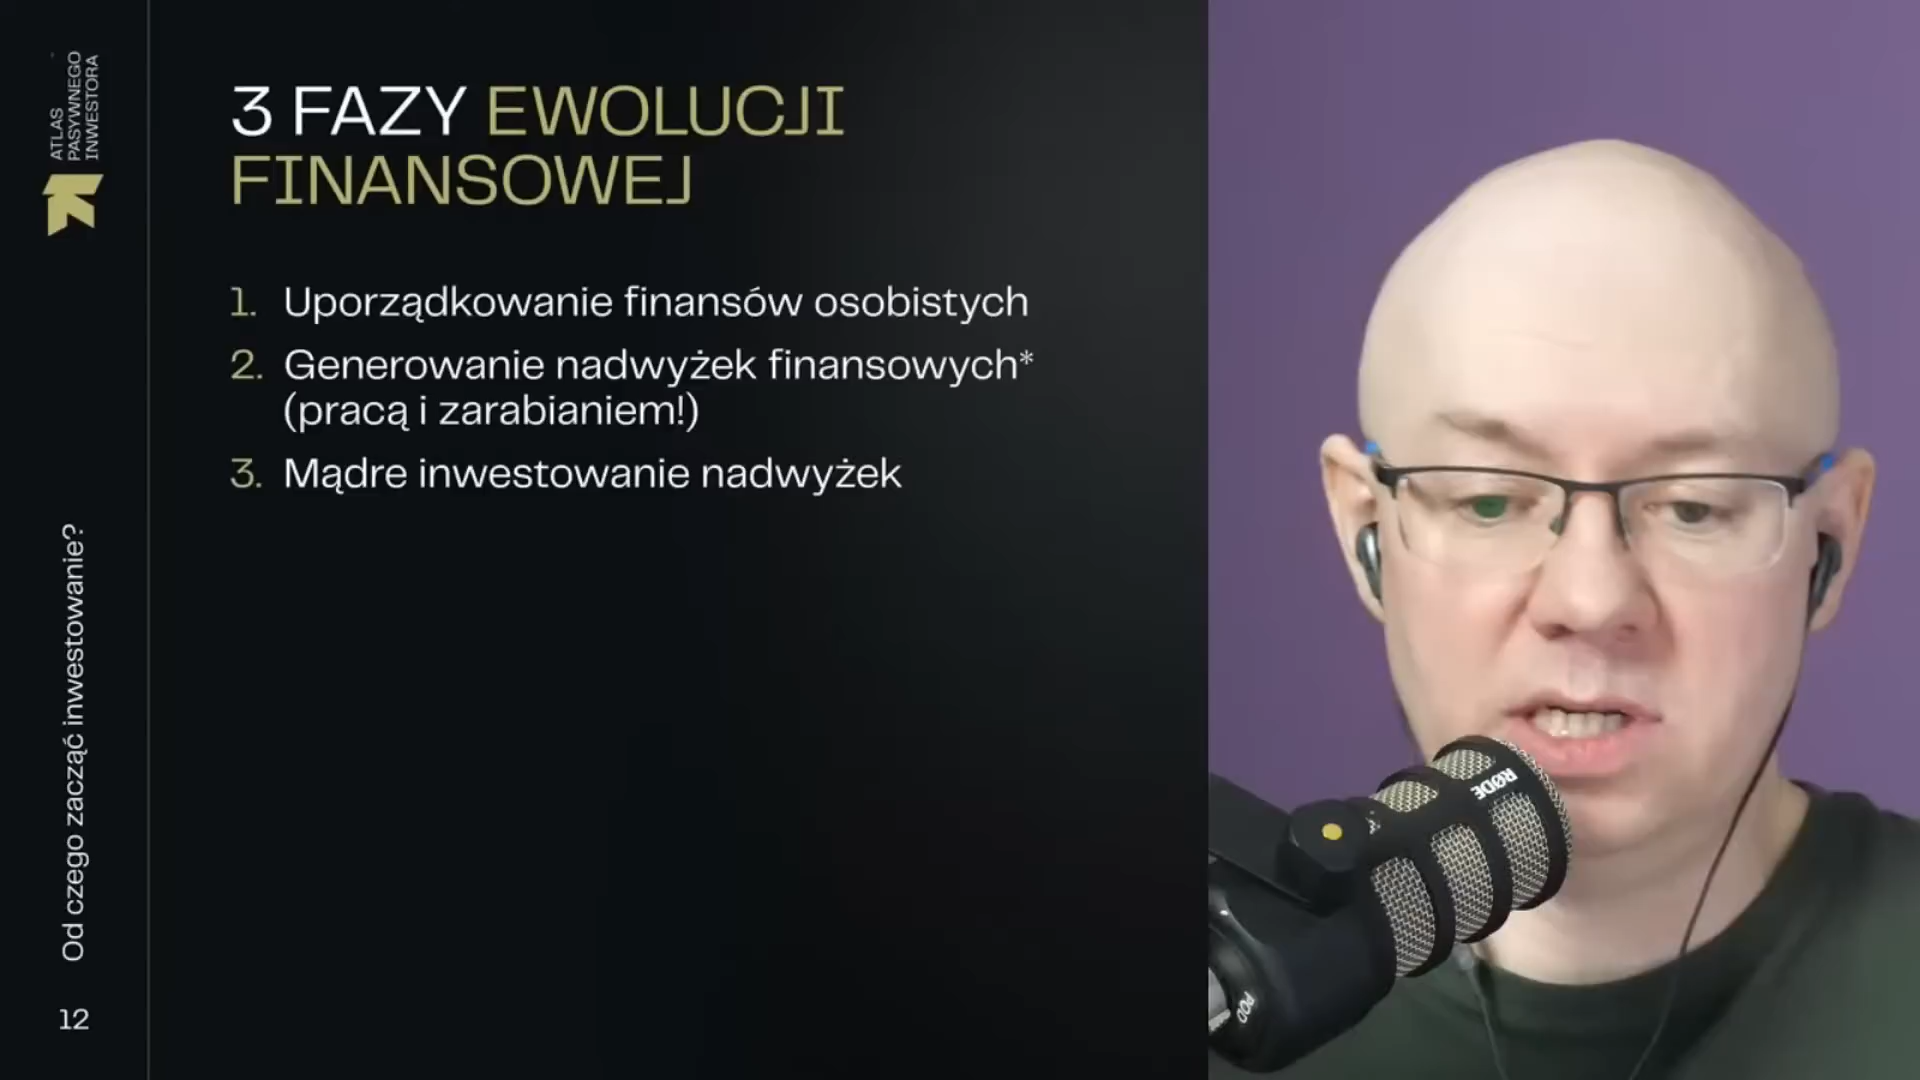 ATLAS
PASYWNEGO
INWESTORA
3 FAZY EWOLUCJI
FINANSOWEJ
1. Uporządkowanie finansów osobistych
2. Generowanie nadwyżek finansowych*
(pracą i zarabianiem!)
3. Mądre inwestowanie nadwyżek
Od czego zacząć inwestowanie?
12
RØDE
POD